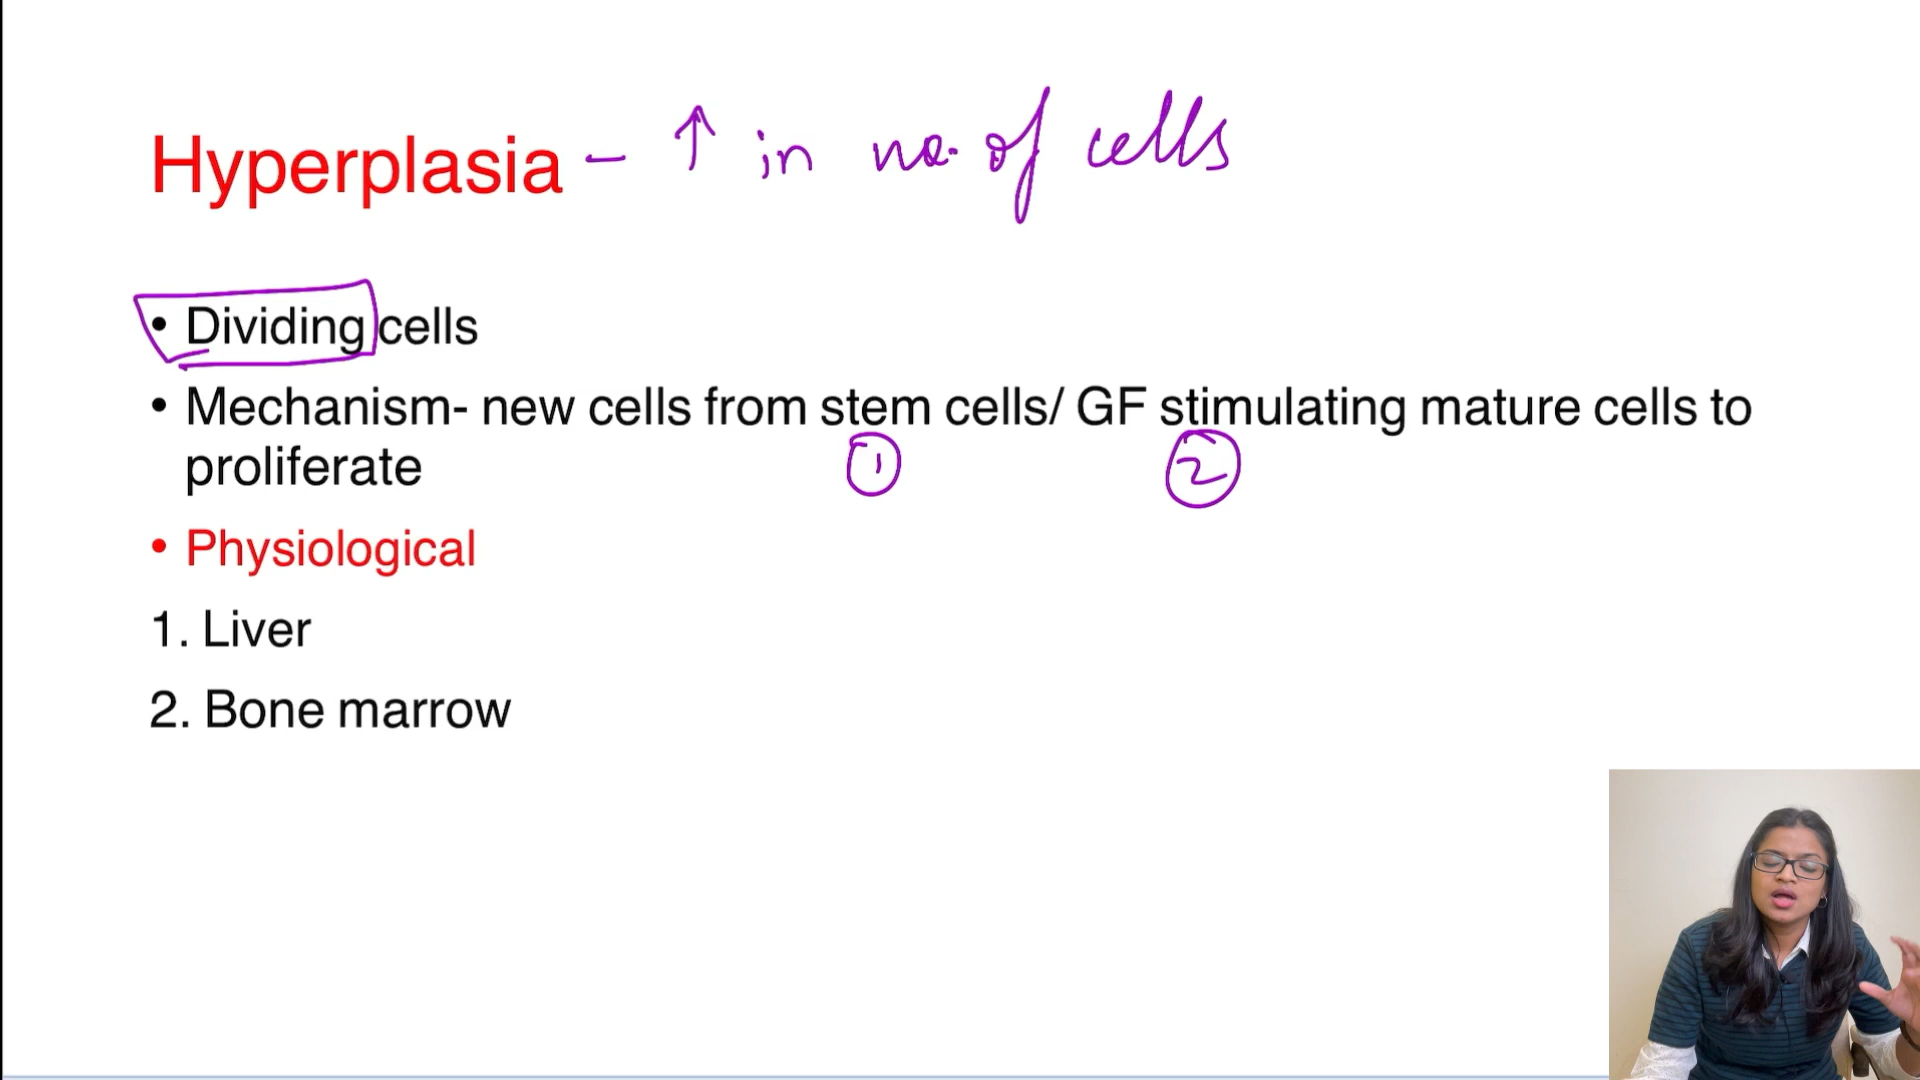 Hyperplasia – ↑ in no. of cells
• Dividing cells
• Mechanism- new cells from stem cells/ GF stimulating mature cells to
proliferate
① ②
• Physiological
1. Liver
2. Bone marrow